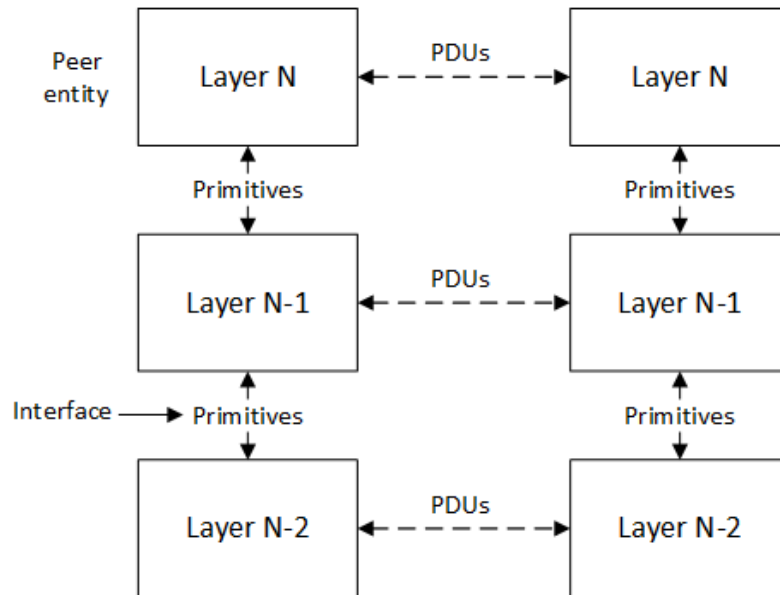 PDUs
Peer
entity
Layer N
Layer N
Primitives
Primitives
PDUs
Layer N-1
Layer N-1
Interface
Primitives
Primitives
PDUs
Layer N-2
Layer N-2